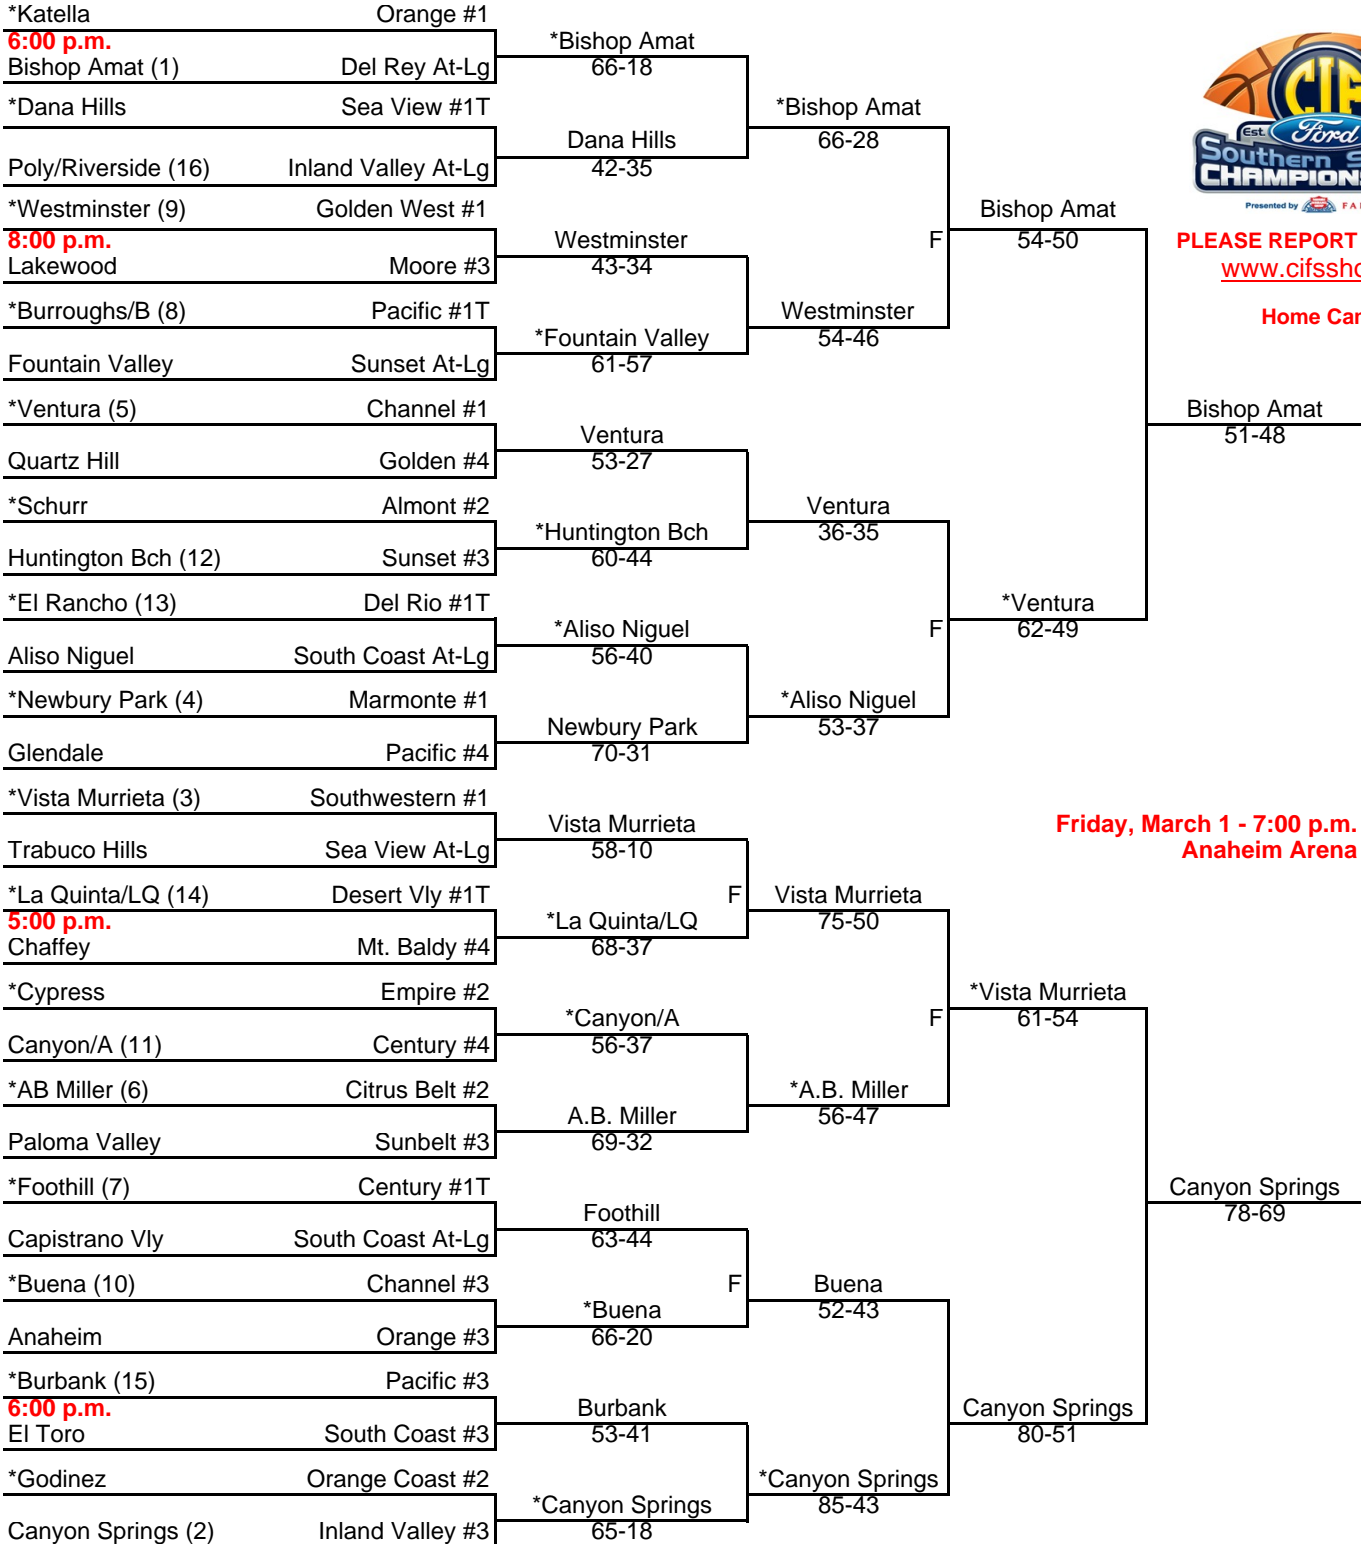 *Katella Orange #1
6:00 p.m.
Bishop Amat (1) Del Rey At-Lg
*Dana Hills Sea View #1T
Poly/Riverside (16) Inland Valley At-Lg
*Westminster (9) Golden West #1
8:00 p.m.
Lakewood Moore #3
*Burroughs/B (8) Pacific #1T
Fountain Valley Sunset At-Lg
*Ventura (5) Channel #1
Quartz Hill Golden #4
*Schurr Almont #2
Huntington Bch (12) Sunset #3
*El Rancho (13) Del Rio #1T
Aliso Niguel South Coast At-Lg
*Newbury Park (4) Marmonte #1
Glendale Pacific #4
*Vista Murrieta (3) Southwestern #1
Trabuco Hills Sea View At-Lg
*La Quinta/LQ (14) Desert Vly #1T
5:00 p.m.
Chaffey Mt. Baldy #4
*Cypress Empire #2
Canyon/A (11) Century #4
*AB Miller (6) Citrus Belt #2
Paloma Valley Sunbelt #3
*Foothill (7) Century #1T
Capistrano Vly South Coast At-Lg
*Buena (10) Channel #3
Anaheim Orange #3
*Burbank (15) Pacific #3
6:00 p.m.
El Toro South Coast #3
*Godinez Orange Coast #2
Canyon Springs (2) Inland Valley #3
*Bishop Amat
66-18
Dana Hills
42-35
Westminster
43-34
*Fountain Valley
61-57
Ventura
53-27
*Huntington Bch
60-44
*Aliso Niguel
56-40
Newbury Park
70-31
Vista Murrieta
58-10
F
*La Quinta/LQ
68-37
*Canyon/A
56-37
A.B. Miller
69-32
Foothill
63-44
F
*Buena
66-20
Burbank
53-41
*Canyon Springs
65-18
*Bishop Amat
66-28
F
Westminster
54-46
Ventura
36-35
F
*Aliso Niguel
53-37
Vista Murrieta
75-50
F
*A.B. Miller
56-47
Buena
52-43
*Canyon Springs
85-43
Bishop Amat
54-50
*Ventura
62-49
*Vista Murrieta
61-54
Canyon Springs
80-51
CIF
Est. Ford
Southern S
CHAMPIONS
Presented by FA
PLEASE REPORT
www.cifssho
Home Can
Bishop Amat
51-48
Friday, March 1 - 7:00 p.m.
Anaheim Arena
Canyon Springs
78-69